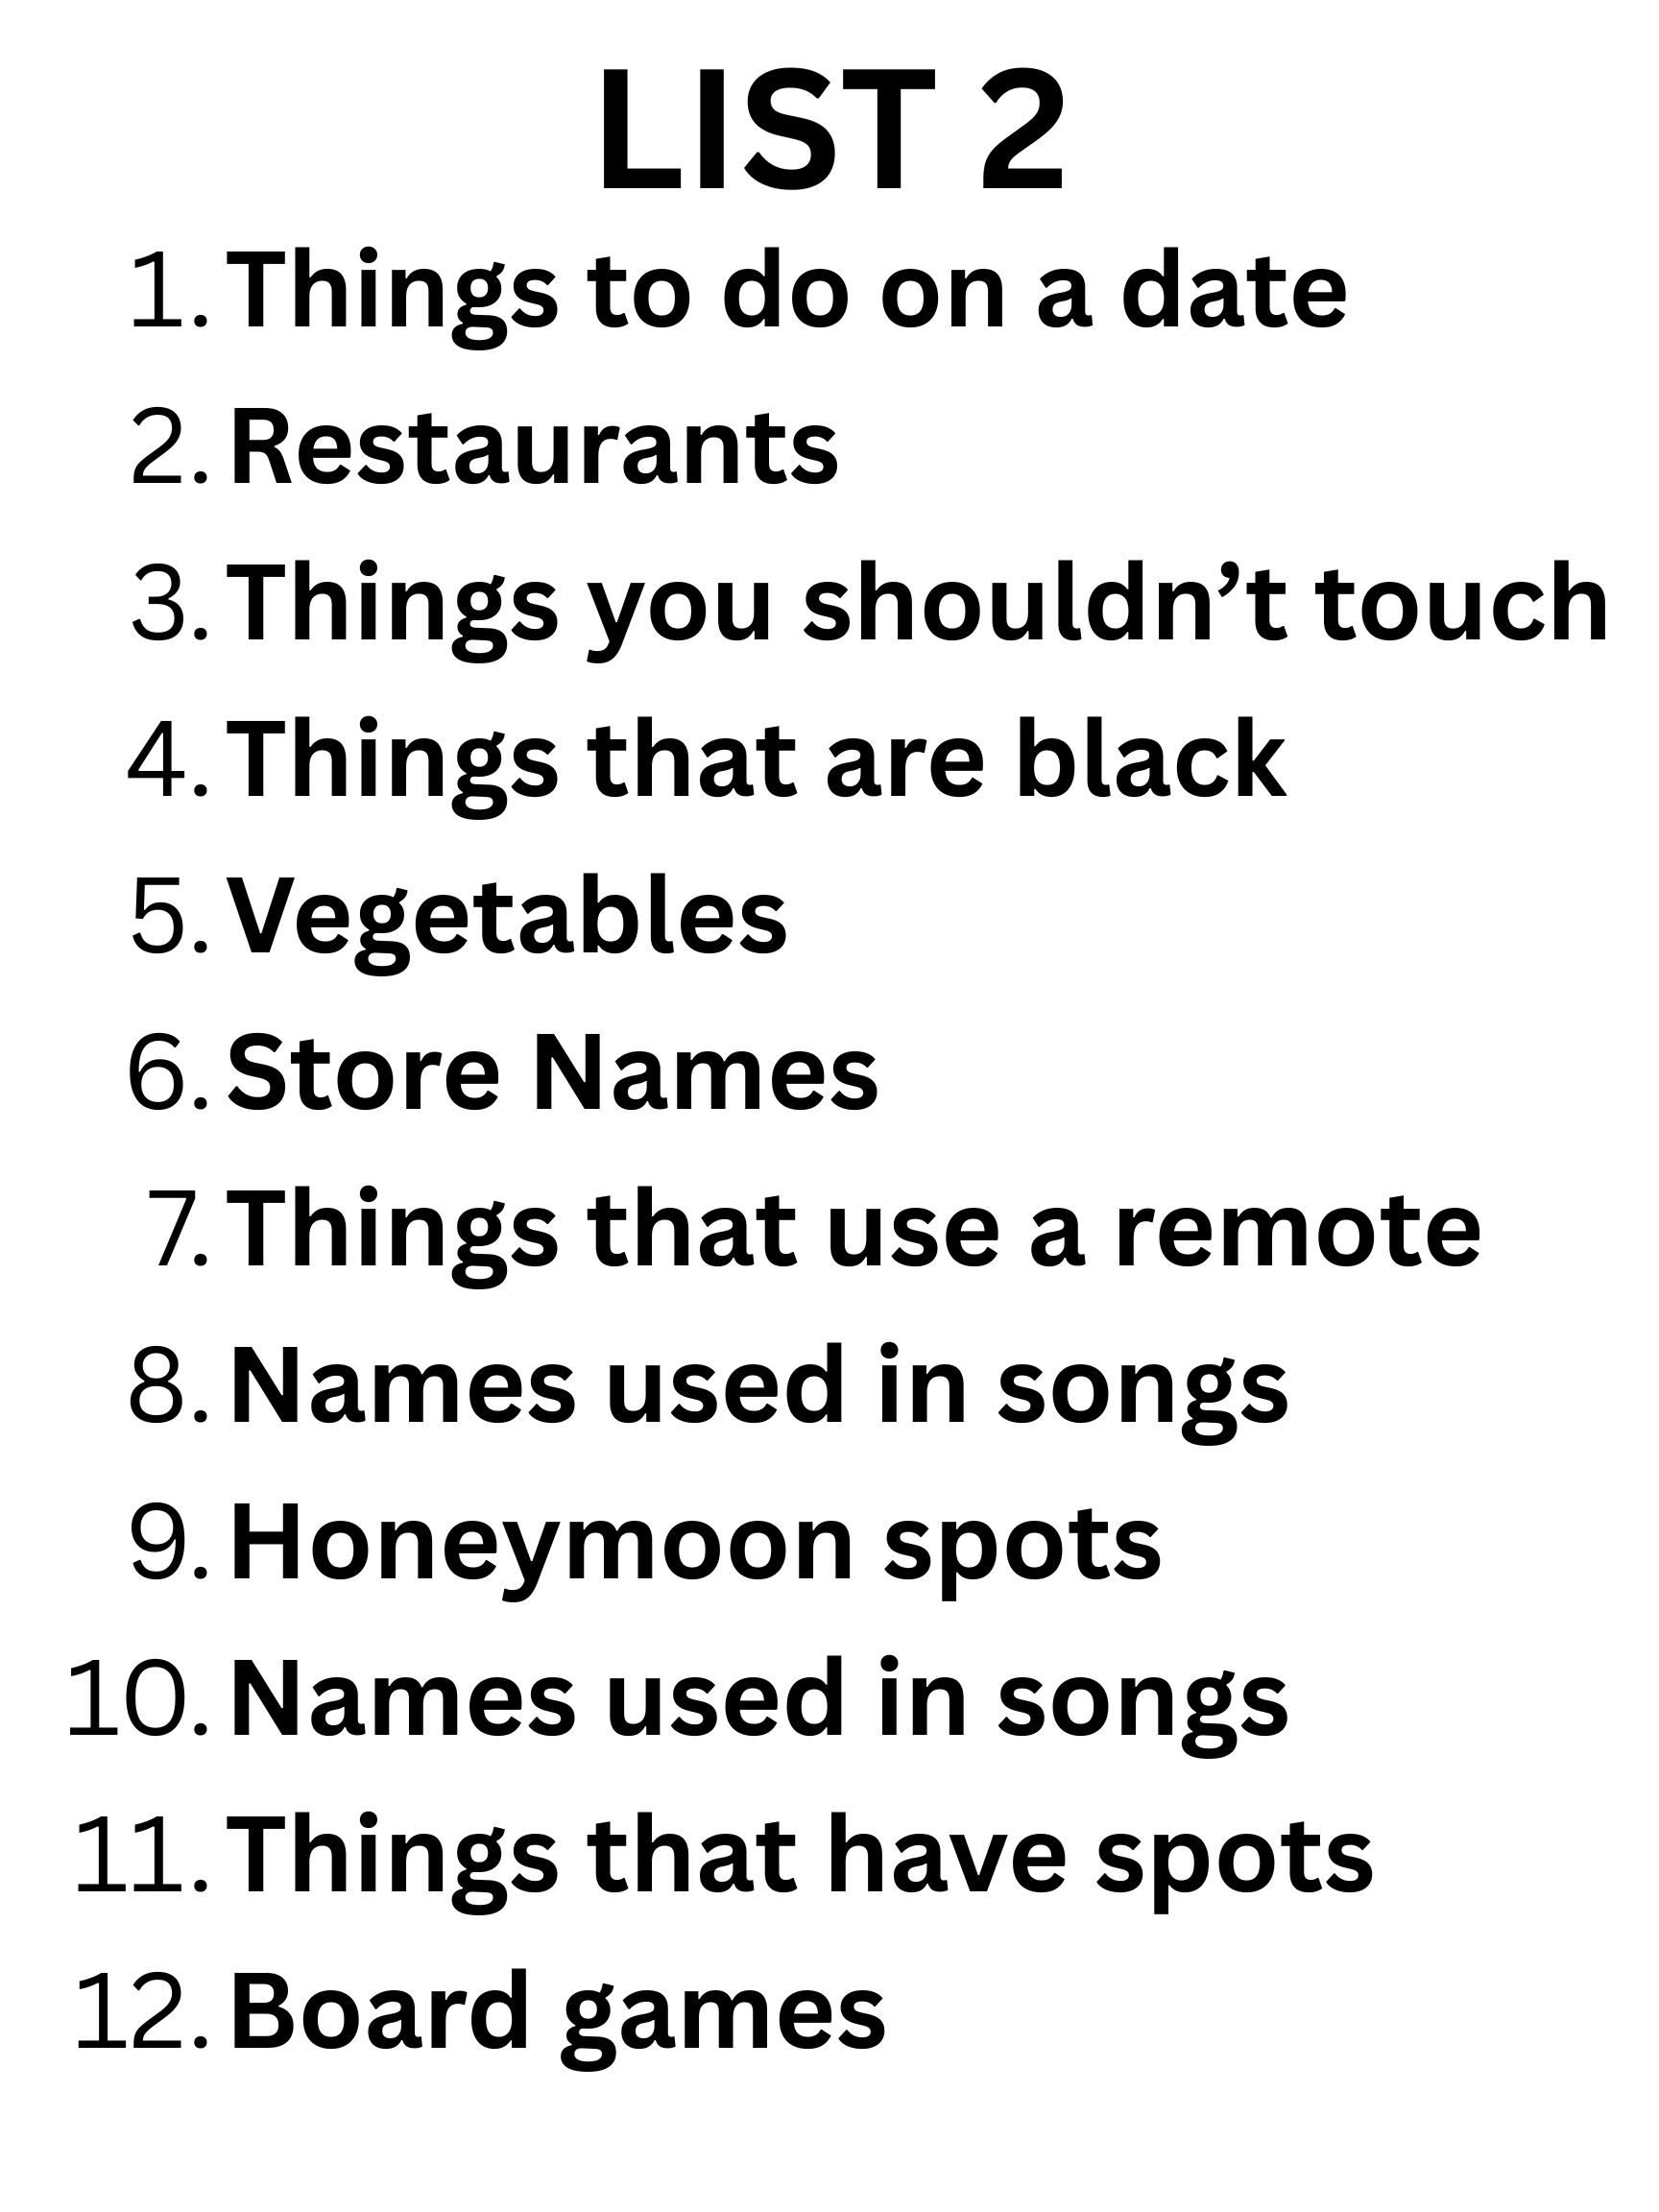 LIST 2
1. Things to do on a date
2. Restaurants
3. Things you shouldn’t touch
4. Things that are black
5. Vegetables
6. Store Names
7. Things that use a remote
8. Names used in songs
9. Honeymoon spots
10. Names used in songs
11. Things that have spots
12. Board games